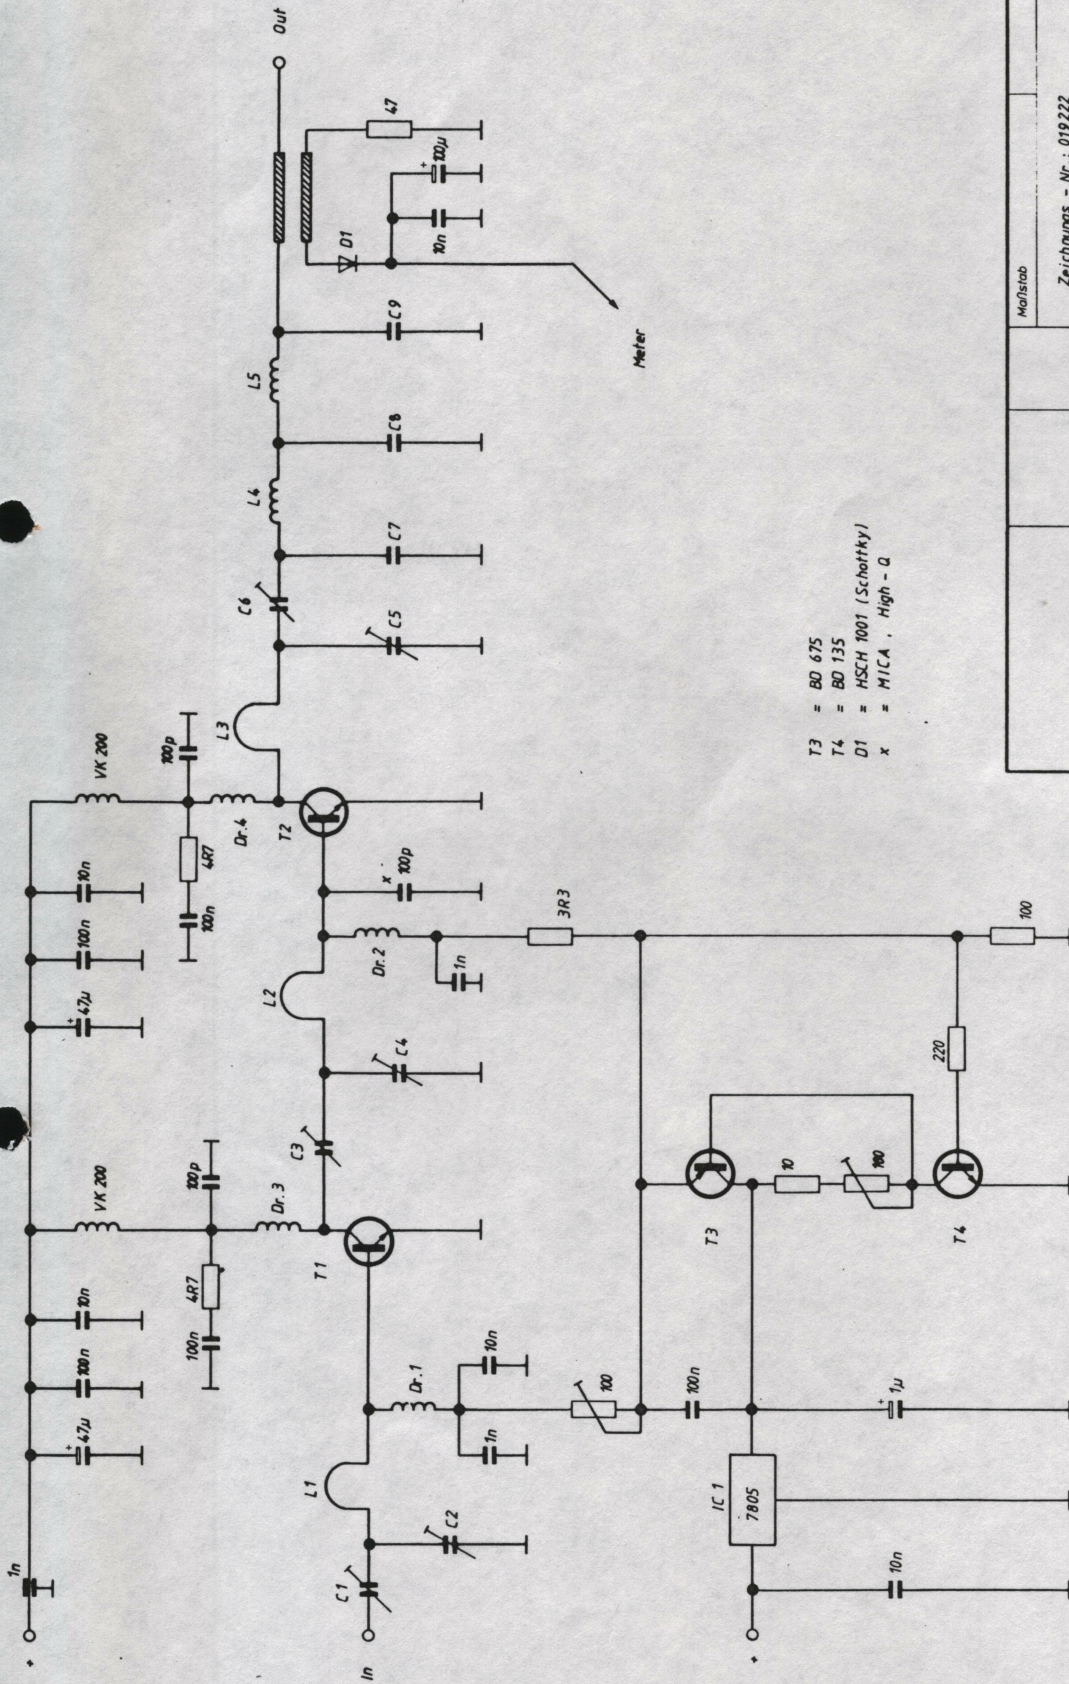 +
1n
+
47µ
100n
10n
VK 200
4R7
100n
100p
Dr.3
+
47µ
100n
10n
VK 200
4R7
100n
100p
Dr.4
In
C1
C2
L1
Dr.1
1n
10n
T1
C3
C4
L2
Dr.2
1n
x
100p
T2
L3
C5
C6
C7
L4
C8
L5
C9
D1
10n
+
100µ
47
Out
Meter
100
3R3
+
10n
IC 1
7805
100n
+
1µ
T3
10
180
T4
220
100
T3 = BD 675
T4 = BD 135
D1 = HSCH 1001 (Schottky)
x = MICA , High - Q
Maßstab
Zeichnungs - Nr.: 019222